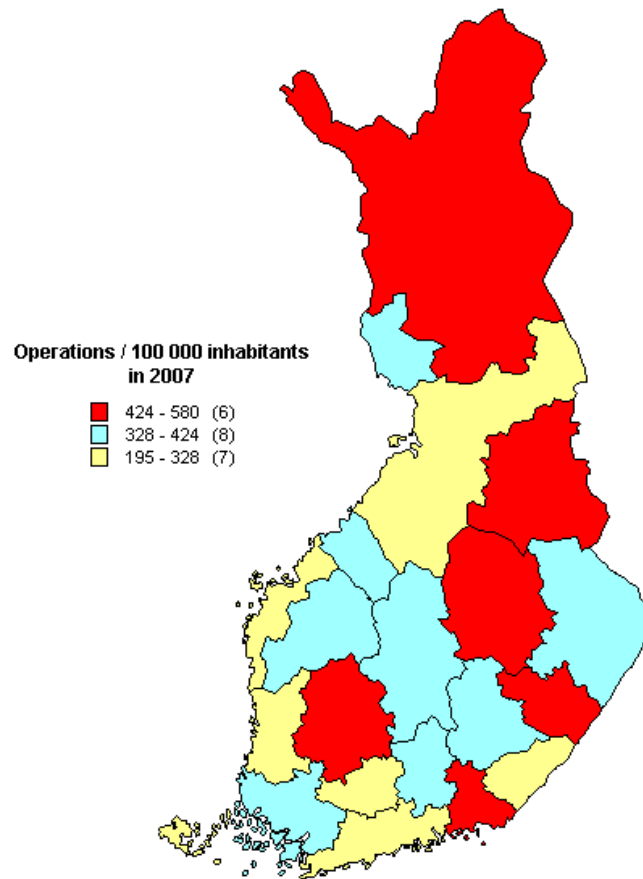 Operations / 100 000 inhabitants
in 2007
424 - 580 (6)
328 - 424 (8)
195 - 328 (7)